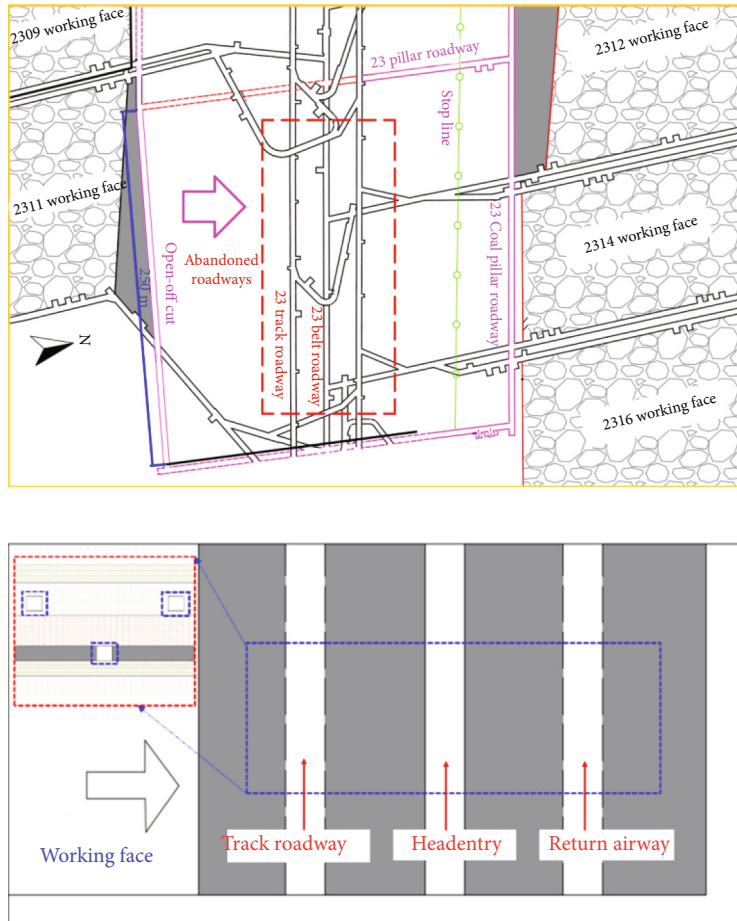 2309 working face
23 pillar roadway
2312 working face
Stop line
2311 working face
Open-off cut
250 m
Abandoned
roadways
23 track roadway
23 belt roadway
23 Coal pillar roadway
2314 working face
N
2316 working face
Working face
Track roadway
Headentry
Return airway